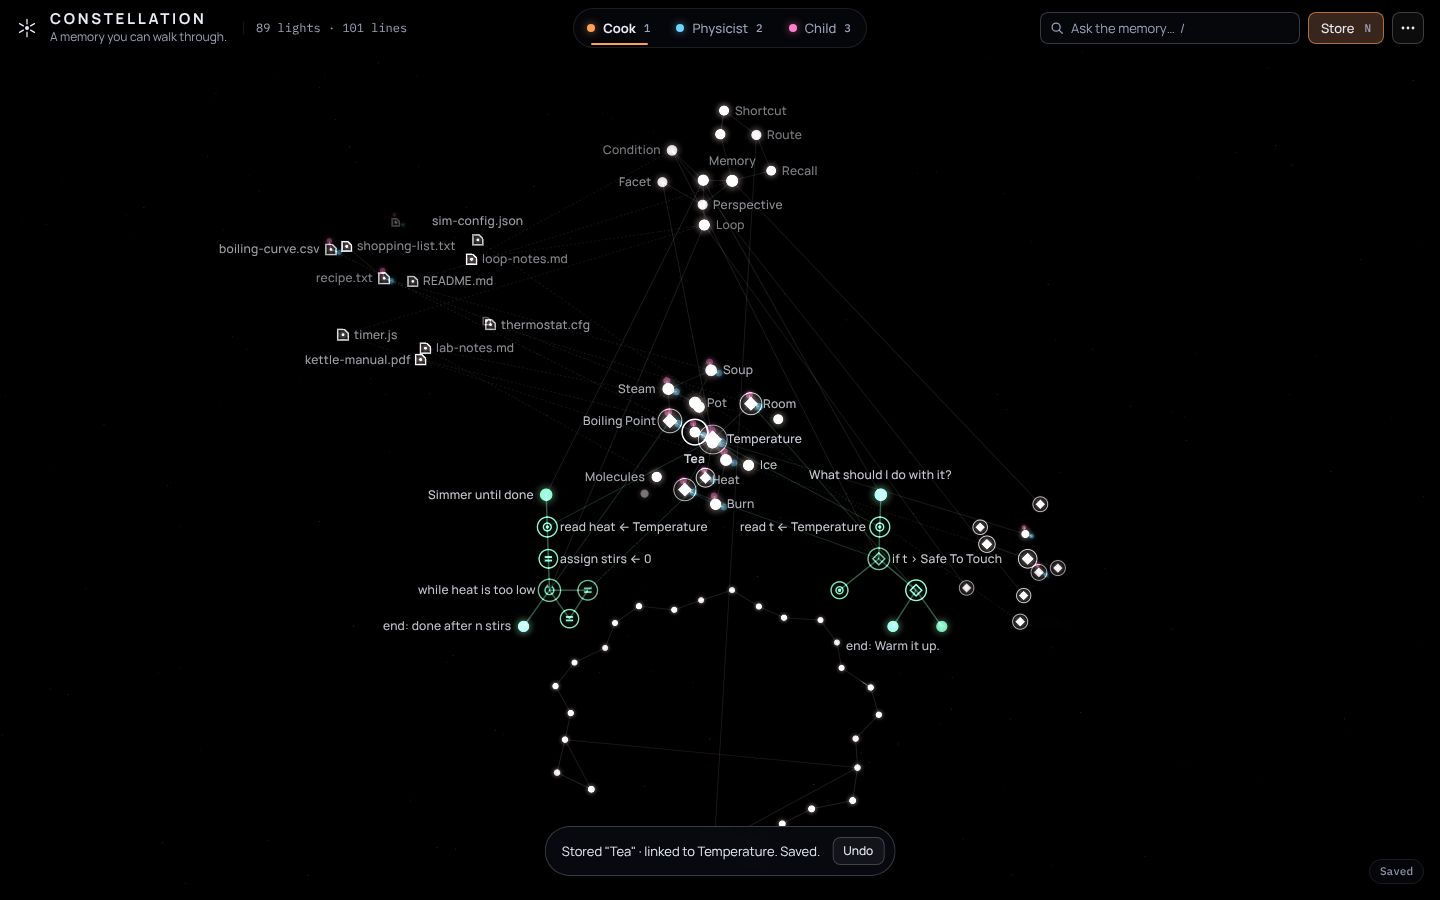 CONSTELLATION
A memory you can walk through.
89 lights · 101 lines
Cook 1
Physicist 2
Child 3
Ask the memory... /
Store N
Shortcut
Route
Condition
Memory
Recall
Facet
Perspective
Loop
sim-config.json
boiling-curve.csv
shopping-list.txt
loop-notes.md
recipe.txt
README.md
thermostat.cfg
timer.js
lab-notes.md
kettle-manual.pdf
Soup
Steam
Pot
Room
Boiling Point
Temperature
Tea
Ice
Molecules
Heat
What should I do with it?
Simmer until done
Burn
read heat ← Temperature
read t ← Temperature
assign stirs ← 0
if t > Safe To Touch
while heat is too low
end: done after n stirs
end: Warm it up.
Stored "Tea" · linked to Temperature. Saved.
Undo
Saved